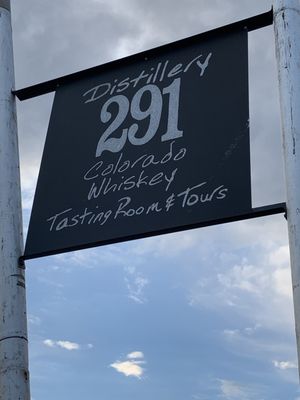 Distillery
291
Colorado
Whiskey
Tasting Room & Tours